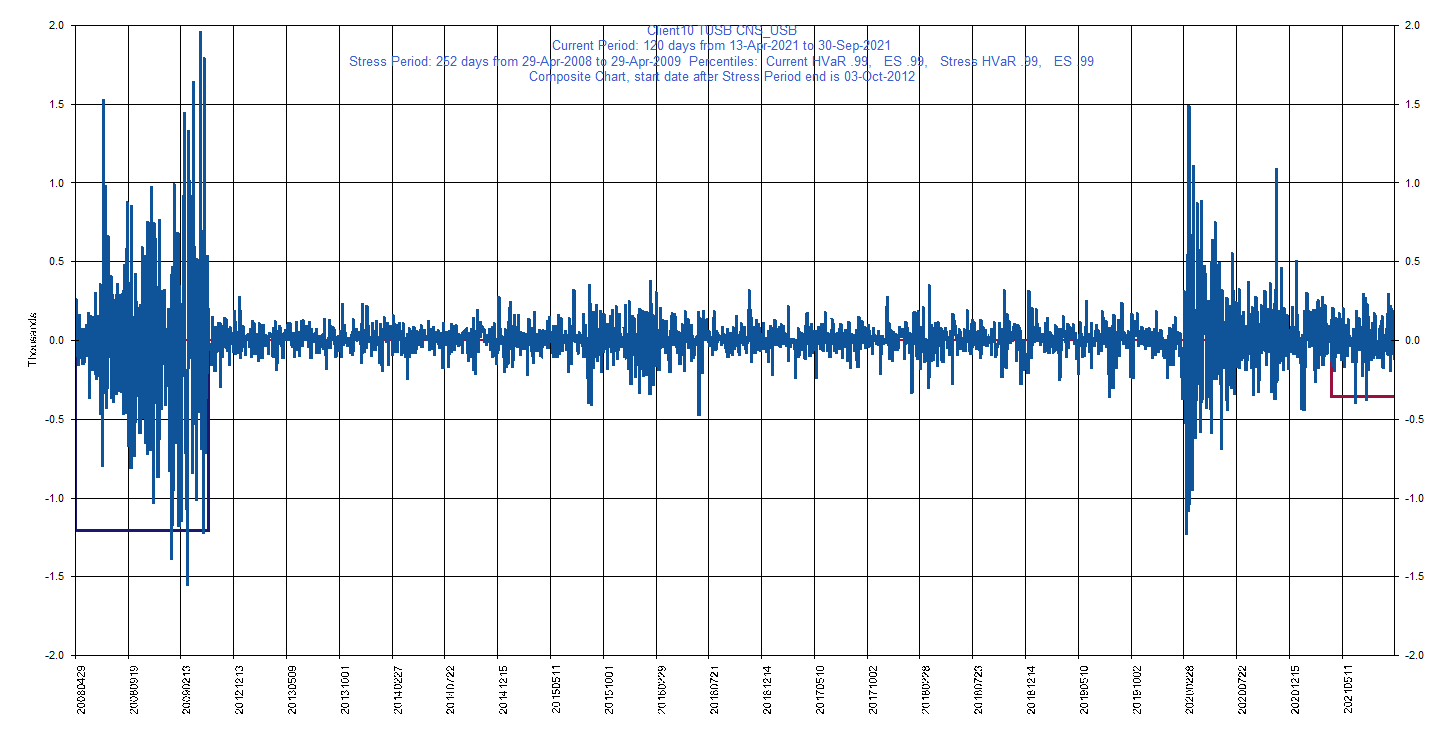 Client10 TUSB CNS_USB
Current Period: 120 days from 13-Apr-2021 to 30-Sep-2021
Stress Period: 252 days from 29-Apr-2008 to 29-Apr-2009 Percentiles: Current HVaR .99, ES .99, Stress HVaR .99, ES .99
Composite Chart, start date after Stress Period end is 03-Oct-2012
2.0 2.0
1.5 1.5
1.0 1.0
0.5 0.5
0.0 0.0
-0.5 -0.5
-1.0 -1.0
-1.5 -1.5
-2.0 -2.0
Thousands
20080429 20080919 20090213 20121213 20130509 20131001 20140227 20140722 20141215 20150511 20151001 20160229 20160721 20161214 20170510 20171002 20180228 20180723 20181214 20190510 20191002 20200228 20200722 20201215 20210511